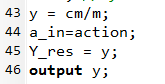 43 y = cm/m;
44 a_in=action;
45 Y_res = y;
46 output y;